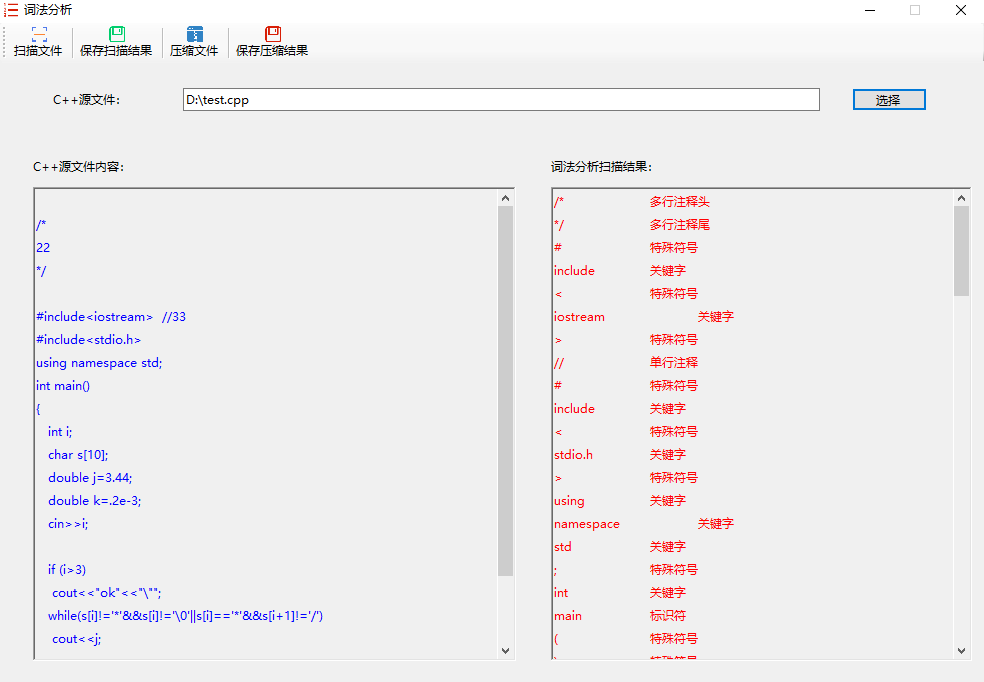 词法分析
扫描文件 保存扫描结果 压缩文件 保存压缩结果
C++源文件: D:\test.cpp 选择
C++源文件内容:
/*
22
*/
#include<iostream> //33
#include<stdio.h>
using namespace std;
int main()
{
int i;
char s[10];
double j=3.44;
double k=.2e-3;
cin>>i;
if (i>3)
cout<<"ok"<<"\"";
while(s[i]!='*'&&s[i]!='\0'||s[i]=='*'&&s[i+1]!='/')
cout<<j;
词法分析扫描结果:
/* 多行注释头
*/ 多行注释尾
# 特殊符号
include 关键字
< 特殊符号
iostream 关键字
> 特殊符号
// 单行注释
# 特殊符号
include 关键字
< 特殊符号
stdio.h 关键字
> 特殊符号
using 关键字
namespace 关键字
std 关键字
; 特殊符号
int 关键字
main 标识符
( 特殊符号
) 特殊符号